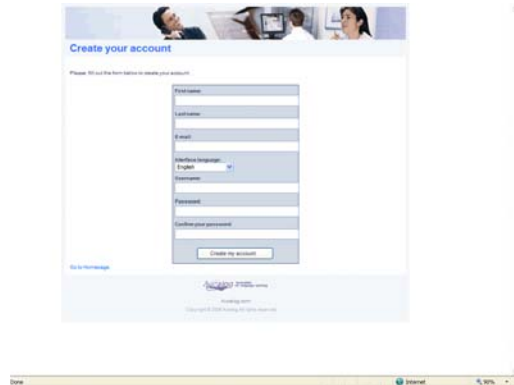 Create your account
Please fill out the form below to create your account
First name:
Last name:
E-mail:
Interface language:
English
Username:
Password:
Confirm your password:
Create my account
Go to Homepage
Auralog
Done
Internet
90%